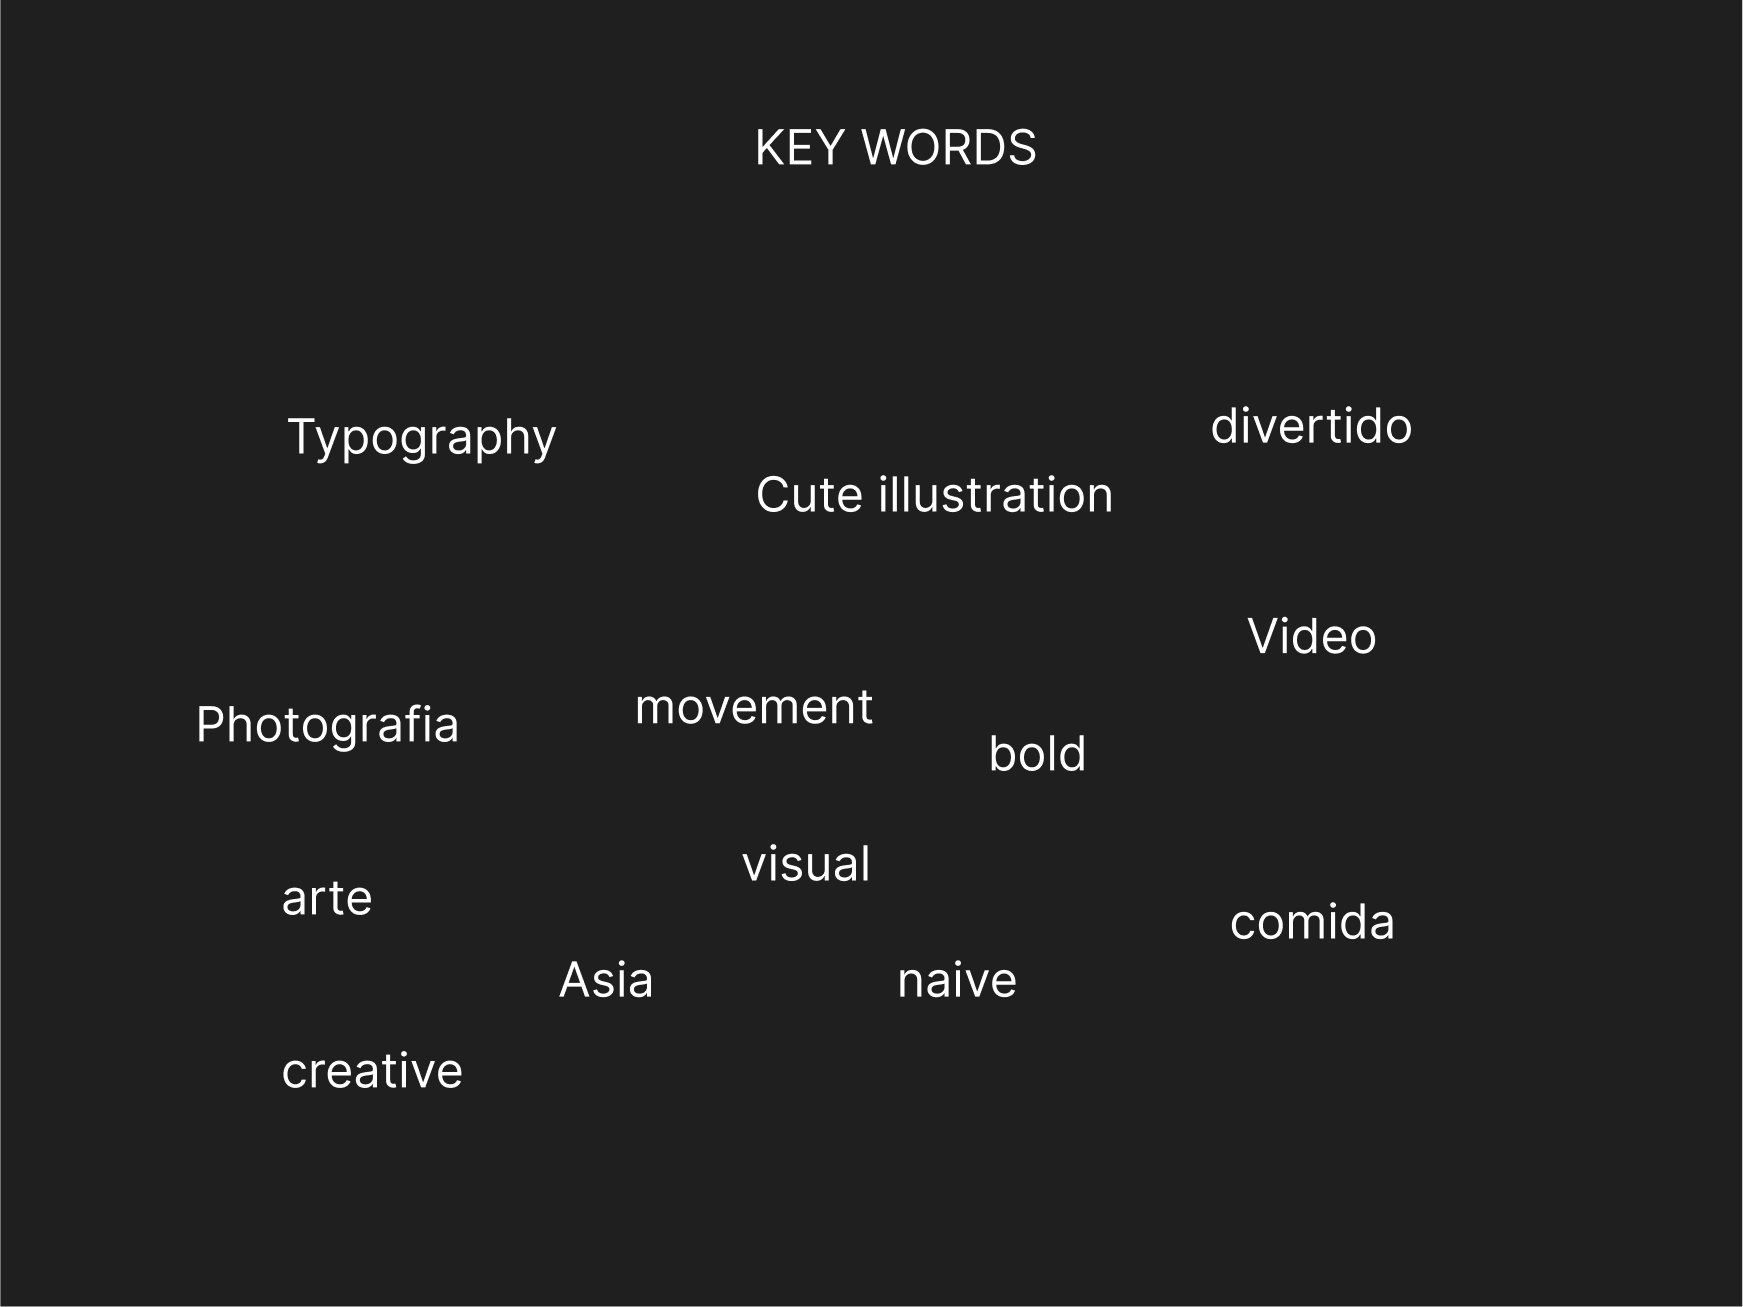 KEY WORDS
Typography
divertido
Cute illustration
Video
Photografia
movement
bold
visual
arte
comida
Asia
naive
creative